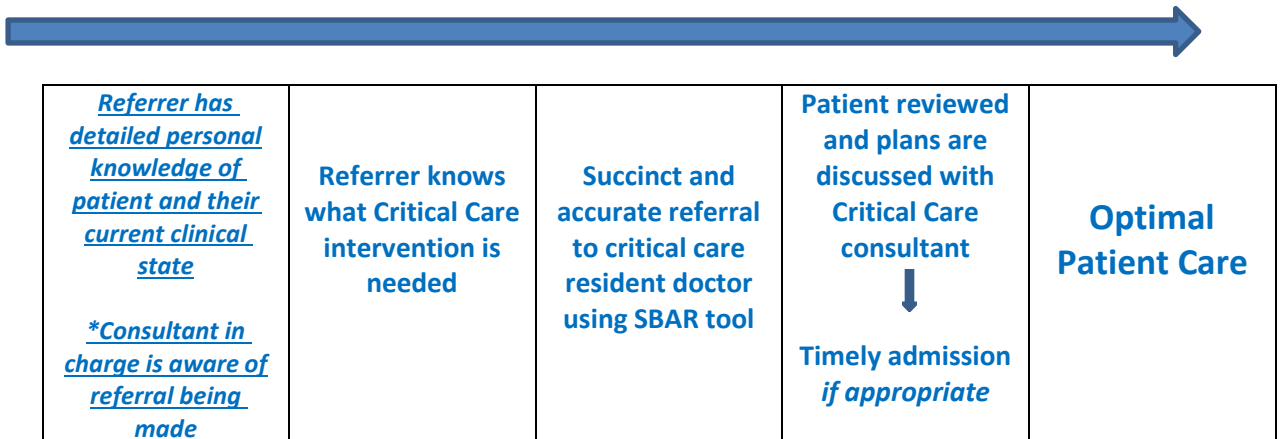 Referrer has
detailed personal
knowledge of
patient and their
current clinical
state
*Consultant in
charge is aware of
referral being
made
Referrer knows
what Critical Care
intervention is
needed
Succinct and
accurate referral
to critical care
resident doctor
using SBAR tool
Patient reviewed
and plans are
discussed with
Critical Care
consultant
Timely admission
if appropriate
Optimal
Patient Care